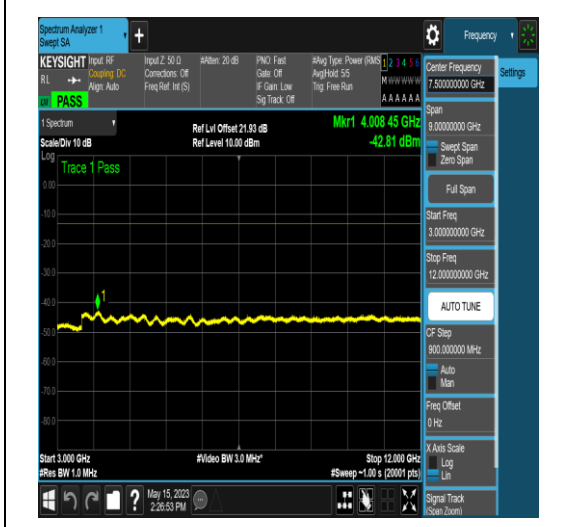 Spectrum Analyzer 1
Swept SA
Frequency
KEYSIGHT
RL
Input: RF
Coupling: DC
Align: Auto
Input Z: 50 Ω
Corrections: Off
Freq Ref: Int (S)
#Atten: 20 dB
PNO: Fast
Gate: Off
IF Gain: Low
Sig Track: Off
#Avg Type: Power (RMS
Avg|Hold: 5/5
Trig: Free Run
1 2 3 4 5 6
M W W W W W
A A A A A A
PASS
1 Spectrum
Scale/Div 10 dB
Ref Lvl Offset 21.93 dB
Ref Level 10.00 dBm
Mkr1 4.008 45 GHz
-42.81 dBm
Log
Trace 1 Pass
0.00
-10.0
-20.0
-30.0
-40.0
-50.0
-60.0
-70.0
-80.0
1
Start 3.000 GHz
#Res BW 1.0 MHz
#Video BW 3.0 MHz*
Stop 12.000 GHz
#Sweep ~1.00 s (20001 pts)
Center Frequency
7.500000000 GHz
Settings
Span
9.00000000 GHz
Swept Span
Zero Span
Full Span
Start Freq
3.000000000 GHz
Stop Freq
12.000000000 GHz
AUTO TUNE
CF Step
900.000000 MHz
Auto
Man
Freq Offset
0 Hz
X Axis Scale
Log
Lin
Signal Track
(Span Zoom)
May 15, 2023
2:26:53 PM